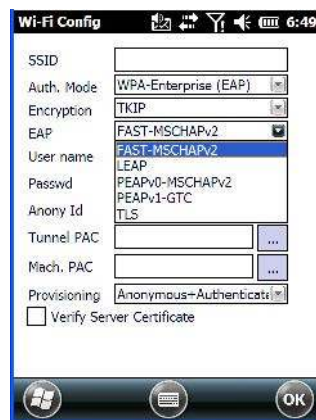 Wi-Fi Config 6:49
SSID
Auth. Mode WPA-Enterprise (EAP)
Encryption TKIP
EAP FAST-MSCHAPv2
FAST-MSCHAPv2
User name LEAP
Passwd PEAPv0-MSCHAPv2
PEAPv1-GTC
Anony Id TLS
Tunnel PAC ...
Mach. PAC ...
Provisioning Anonymous+Authenticate
Verify Server Certificate
OK